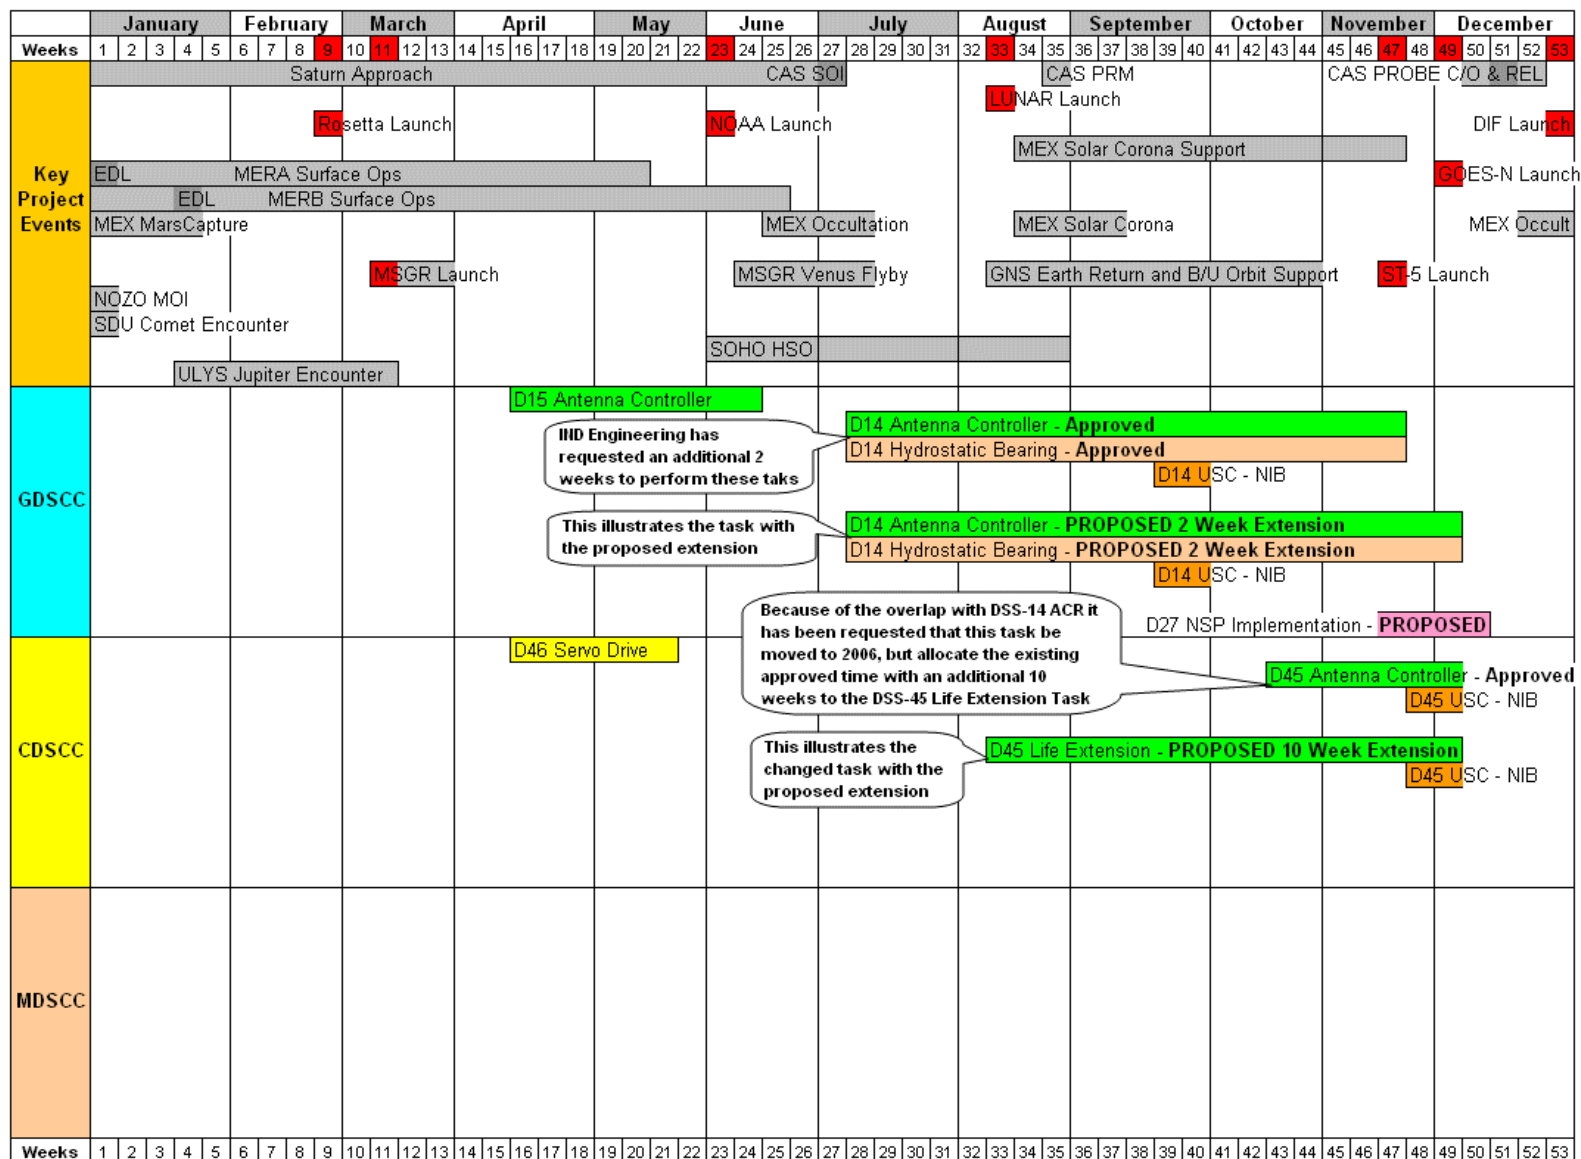 January February March April May June July August September October November December
Weeks 1 2 3 4 5 6 7 8 9 10 11 12 13 14 15 16 17 18 19 20 21 22 23 24 25 26 27 28 29 30 31 32 33 34 35 36 37 38 39 40 41 42 43 44 45 46 47 48 49 50 51 52 53
Saturn Approach CAS SOI CAS PRM CAS PROBE C/O & REL
LUNAR Launch
Rosetta Launch NOAA Launch DIF Launch
MEX Solar Corona Support
Key
Project
Events
EDL MERA Surface Ops GOES-N Launch
EDL MERB Surface Ops
MEX MarsCapture MEX Occultation MEX Solar Corona MEX Occult
MSGR Launch MSGR Venus Flyby GNS Earth Return and B/U Orbit Support ST-5 Launch
NOZO MOI
SDU Comet Encounter
SOHO HSO
ULYS Jupiter Encounter
GDSCC
D15 Antenna Controller
IND Engineering has
requested an additional 2
weeks to perform these taks
D14 Antenna Controller - Approved
D14 Hydrostatic Bearing - Approved
D14 USC - NIB
This illustrates the task with
the proposed extension
D14 Antenna Controller - PROPOSED 2 Week Extension
D14 Hydrostatic Bearing - PROPOSED 2 Week Extension
D14 USC - NIB
D27 NSP Implementation - PROPOSED
CDSCC
D46 Servo Drive
Because of the overlap with DSS-14 ACR it
has been requested that this task be
moved to 2006, but allocate the existing
approved time with an additional 10
weeks to the DSS-45 Life Extension Task
D45 Antenna Controller - Approved
D45 USC - NIB
This illustrates the
changed task with the
proposed extension
D45 Life Extension - PROPOSED 10 Week Extension
D45 USC - NIB
MDSCC
Weeks 1 2 3 4 5 6 7 8 9 10 11 12 13 14 15 16 17 18 19 20 21 22 23 24 25 26 27 28 29 30 31 32 33 34 35 36 37 38 39 40 41 42 43 44 45 46 47 48 49 50 51 52 53